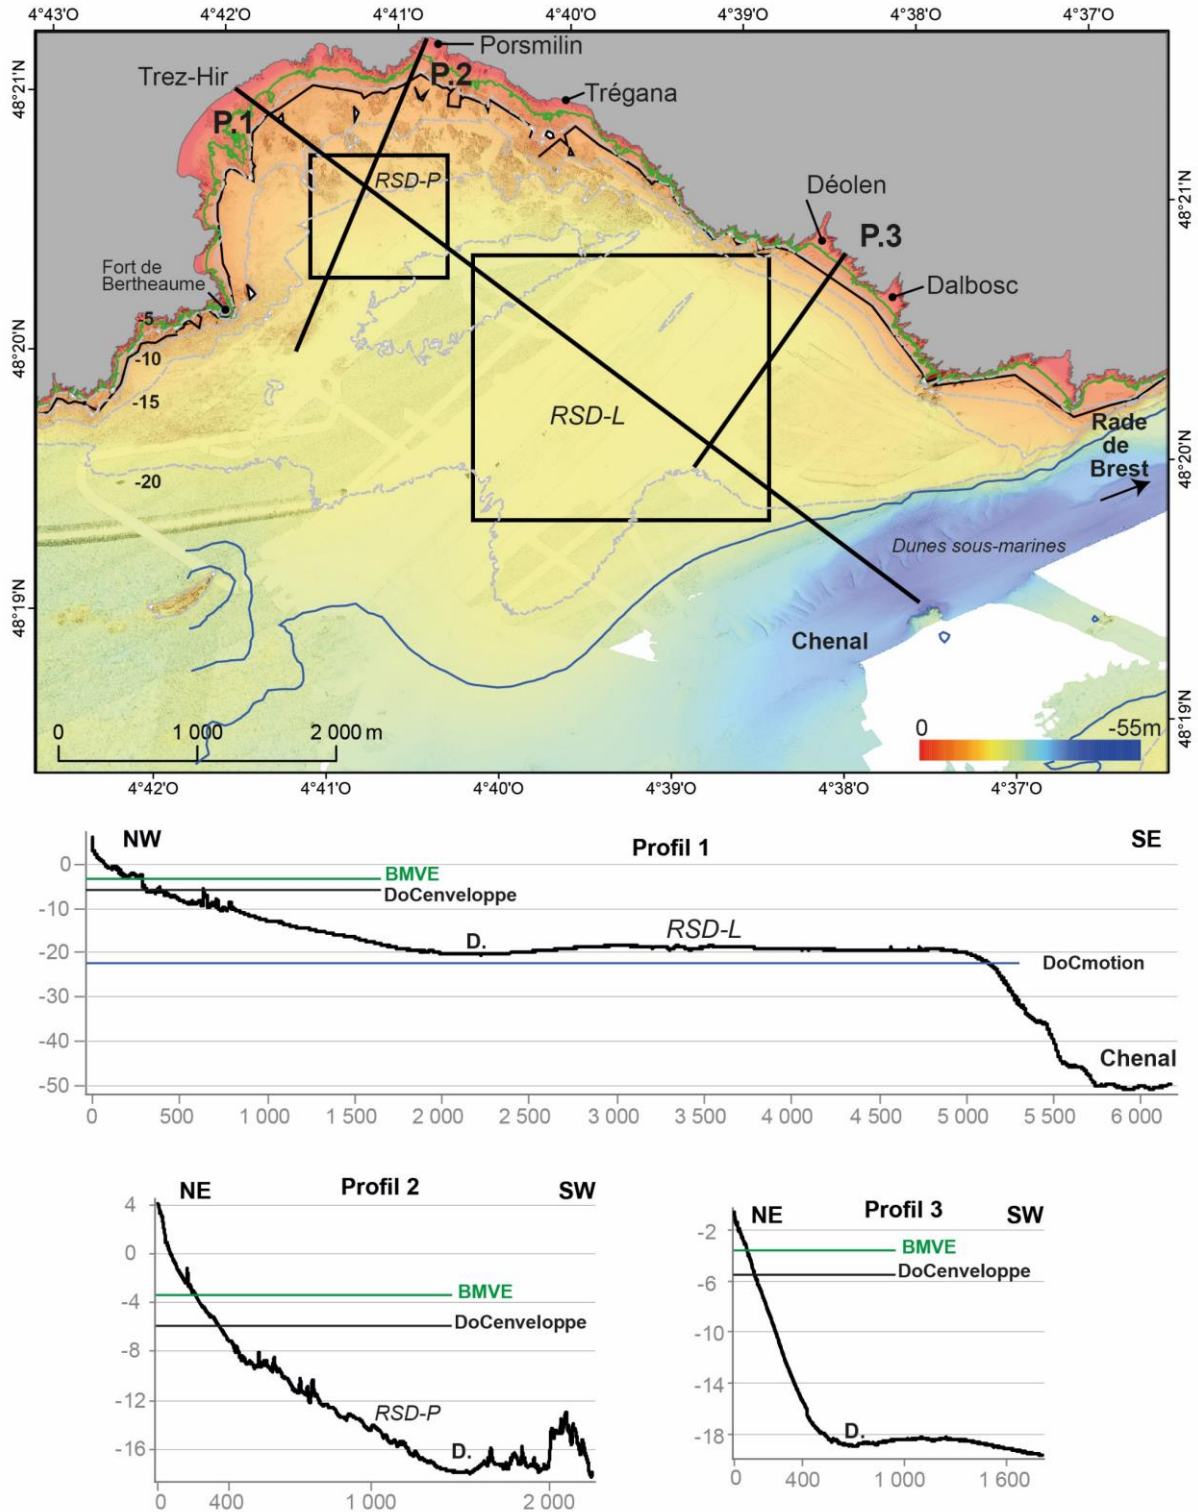 4°43'O 4°42'O 4°41'O 4°40'O 4°39'O 4°38'O 4°37'O
Porsmilin
Trez-Hir
P.2
48°21'N
Trégana
P.1
RSD-P
Déolen
48°21'N
P.3
Fort de
Bertheaume
Dalbosc
-5
48°20'N
-10
-15
RSD-L
Rade
de
Brest
48°20'N
-20
Dunes sous-marines
48°19'N
Chenal
0 1 000 2 000 m
0 -55m
48°19'N
4°42'O 4°41'O 4°40'O 4°39'O 4°38'O 4°37'O
NW Profil 1 SE
0
BMVE
DoCenveloppe
-10
D. RSD-L
-20
DoCmotion
-30
-40
Chenal
-50
0 500 1 000 1 500 2 000 2 500 3 000 3 500 4 000 4 500 5 000 5 500 6 000
NE Profil 2 SW
4
0
BMVE
-4
DoCenveloppe
-8
-12
RSD-P
-16
D.
0 400 1 000 2 000
NE Profil 3 SW
-2
BMVE
DoCenveloppe
-6
-10
-14
-18
D.
0 400 1 000 1 600